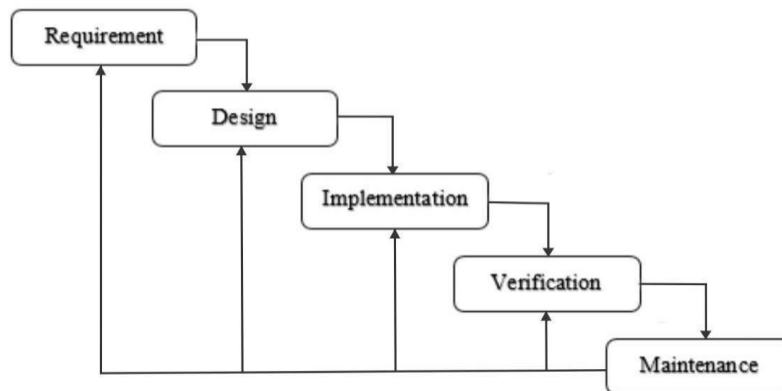 Requirement
Design
Implementation
Verification
Maintenance